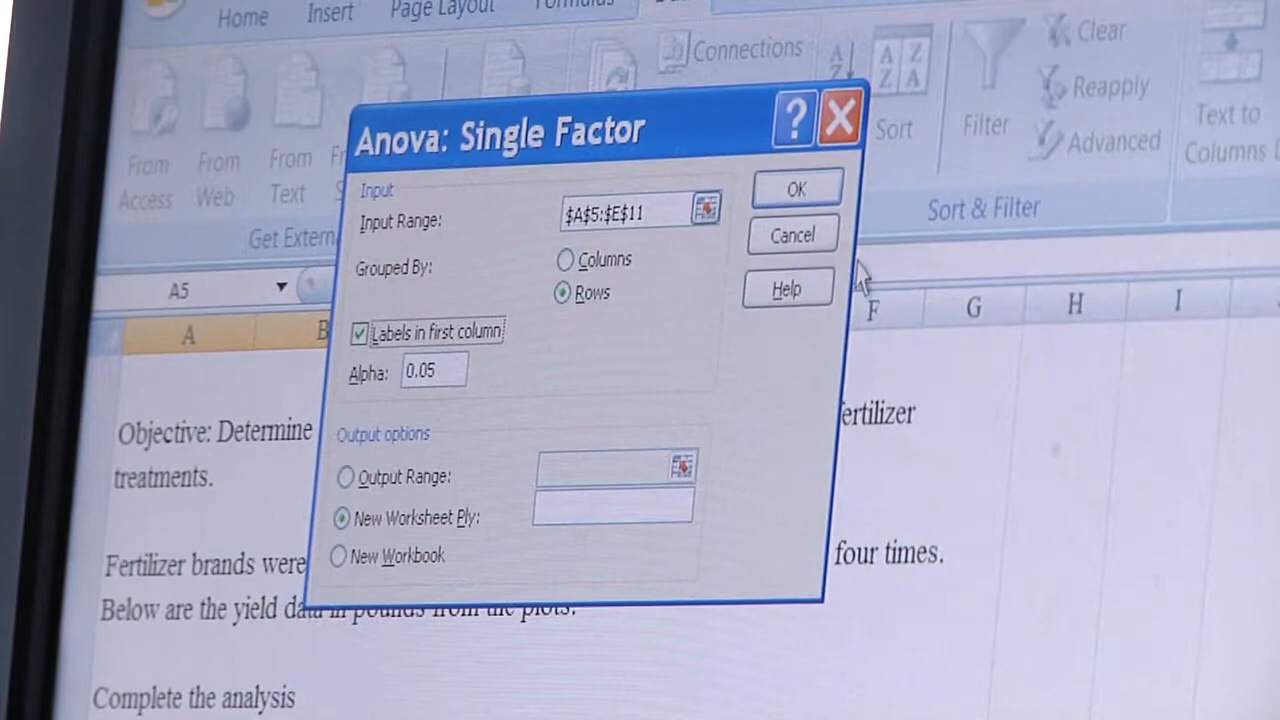 Home Insert Page Layout Formulas
Connections
Clear
Reapply
Advanced
Sort
Filter
Text to
Columns
From
Access
From
Web
From
Text
Sort & Filter
Anova: Single Factor
?
Input
Input Range: $A$5:$E$11
Grouped By: Columns
Rows
Labels in first column
Alpha: 0.05
Output options
Output Range:
New Worksheet Ply:
New Workbook
OK
Cancel
Help
A5
A B F G H I
Objective: Determine fertilizer
treatments.
Fertilizer brands were four times.
Below are the yield data in pounds from the plots.
Complete the analysis